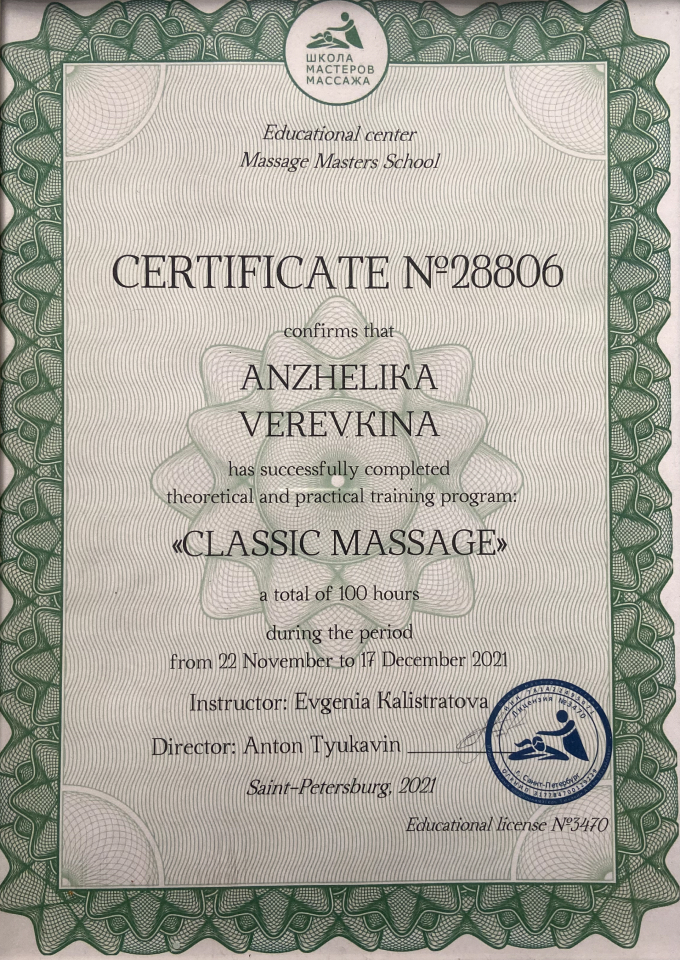 ШКОЛА
МАСТЕРОВ
МАССАЖА
Educational center
Massage Masters School
CERTIFICATE №28806
confirms that
ANZHELIKA
VEREVKINA
has successfully completed
theoretical and practical training program:
«CLASSIC MASSAGE»
a total of 100 hours
during the period
from 22 November to 17 December 2021
Instructor: Evgenia Kalistratova
Director: Anton Tyukavin
Лицензия №3470
г. Санкт-Петербург
Saint-Petersburg, 2021
Educational license №3470